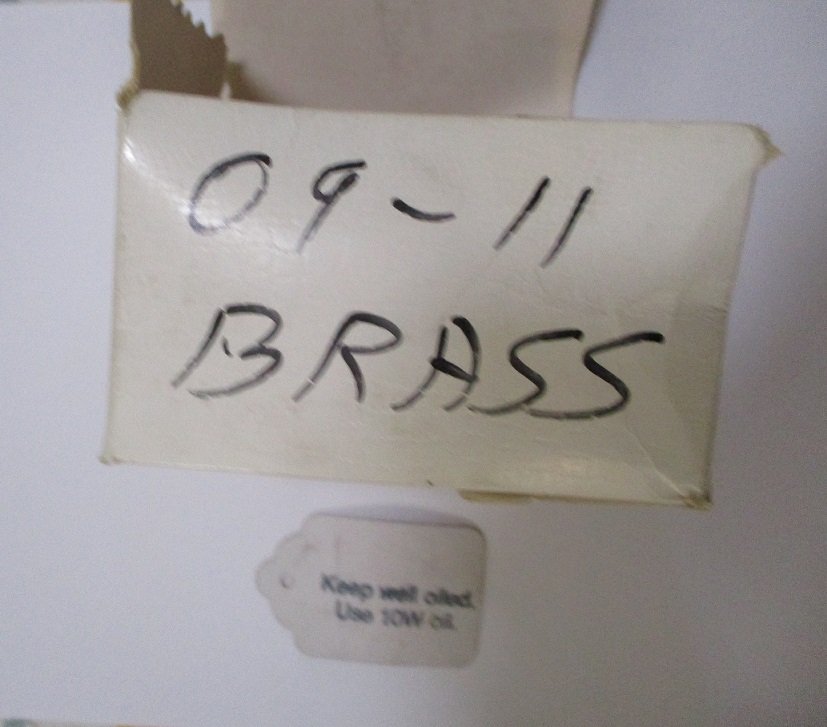 09-11
BRASS
Keep well oiled.
Use 10W oil.